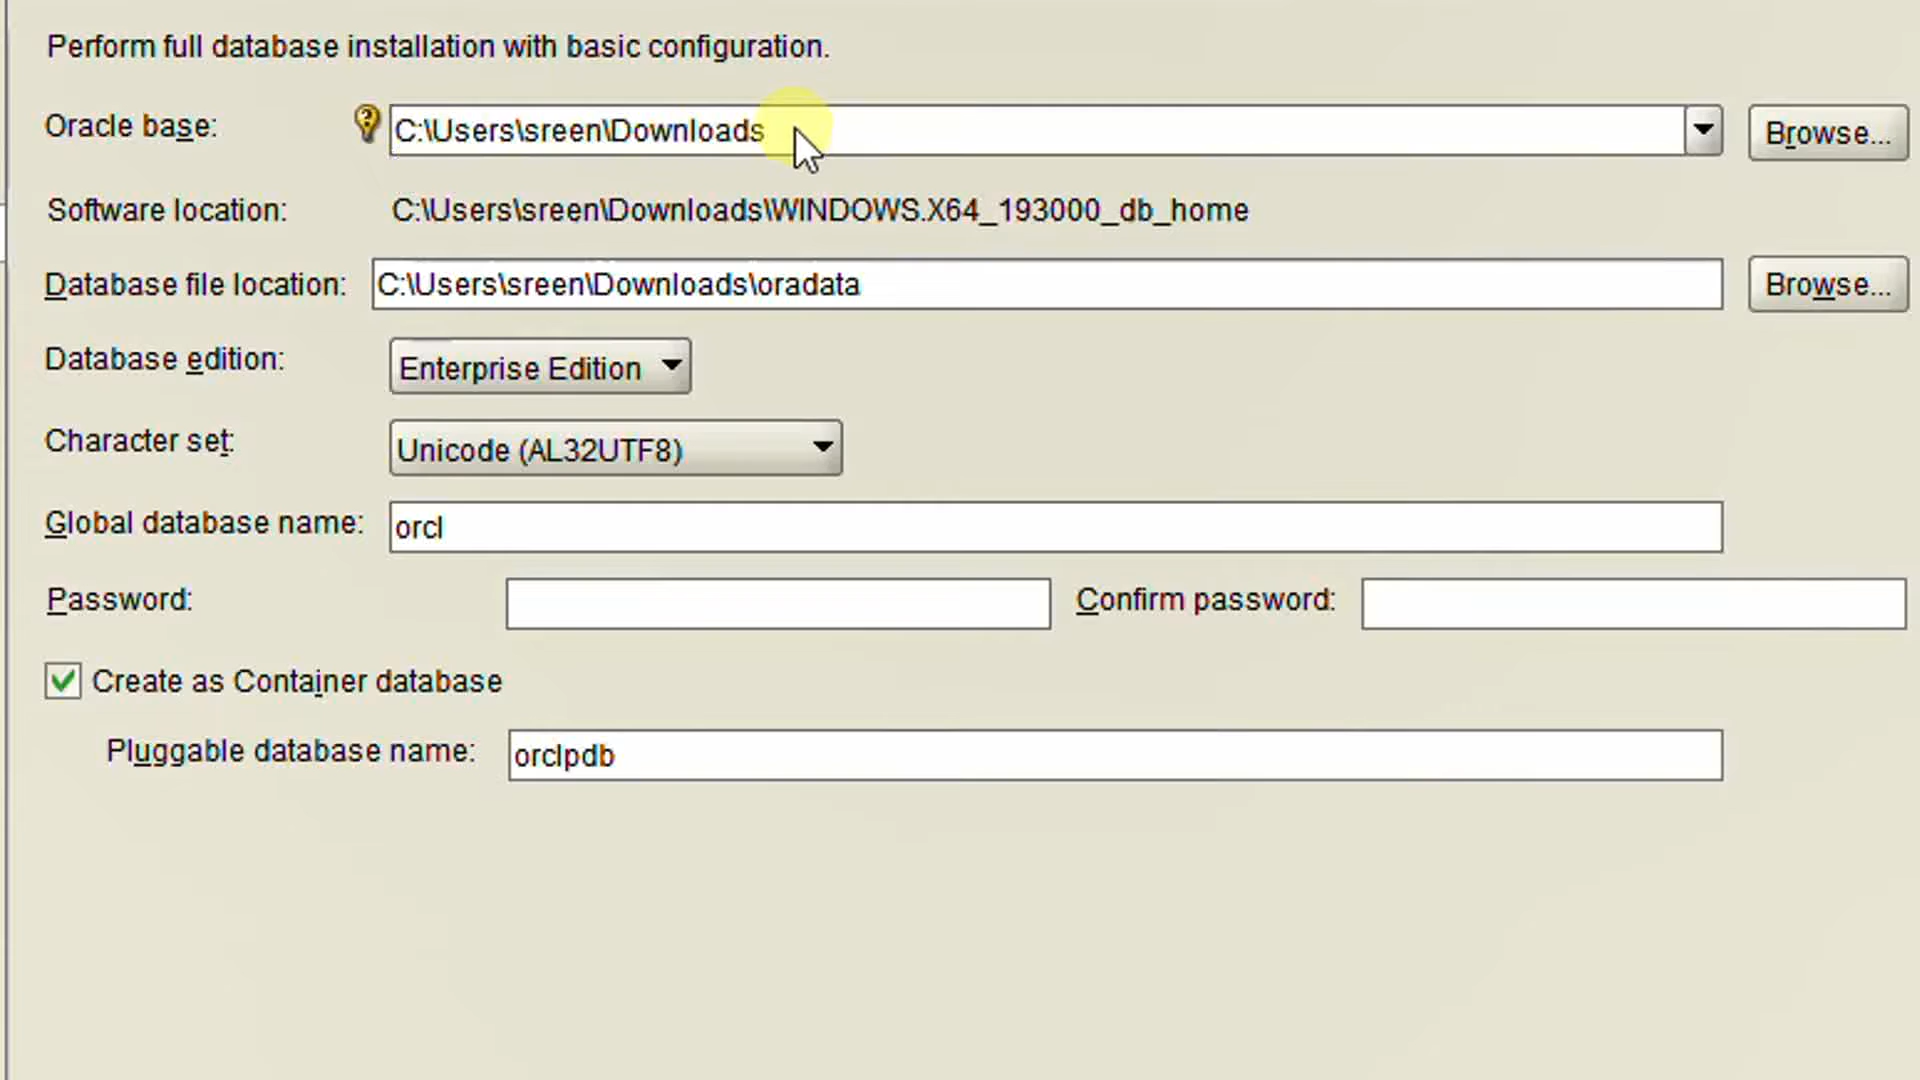 Perform full database installation with basic configuration.
Oracle base: C:\Users\sreen\Downloads Browse...
Software location: C:\Users\sreen\Downloads\WINDOWS.X64_193000_db_home
Database file location: C:\Users\sreen\Downloads\oradata Browse...
Database edition: Enterprise Edition
Character set: Unicode (AL32UTF8)
Global database name: orcl
Password: Confirm password:
Create as Container database
Pluggable database name: orclpdb